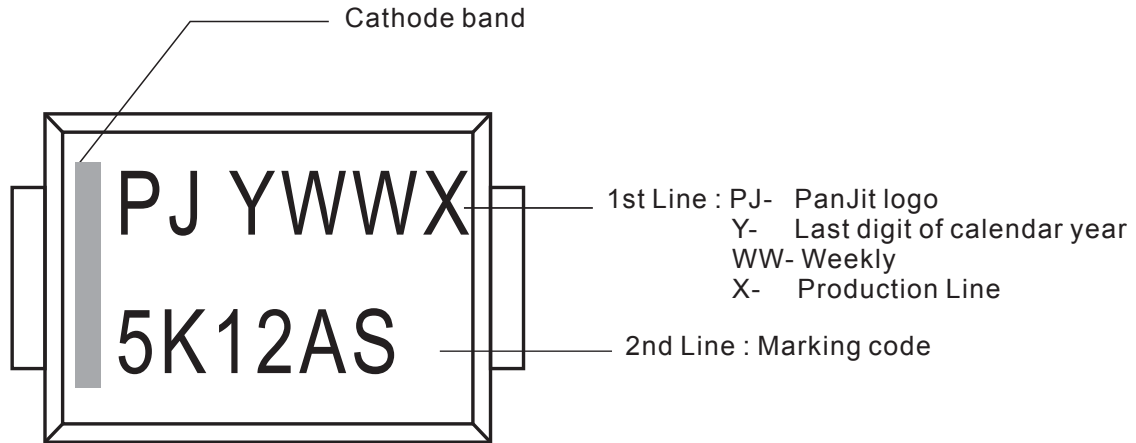 Cathode band
PJ YWWX
1st Line : PJ- PanJit logo
Y- Last digit of calendar year
WW- Weekly
X- Production Line
5K12AS
2nd Line : Marking code